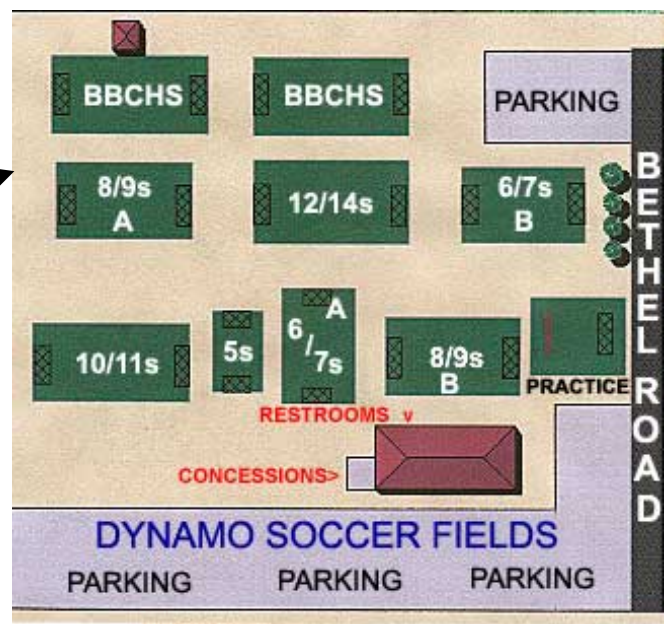 BBCHS
BBCHS
PARKING
8/9s
A
12/14s
6/7s
B
BETHEL ROAD
10/11s
5s
A
6/7s
8/9s
B
PRACTICE
RESTROOMS v
CONCESSIONS>
DYNAMO SOCCER FIELDS
PARKING
PARKING
PARKING